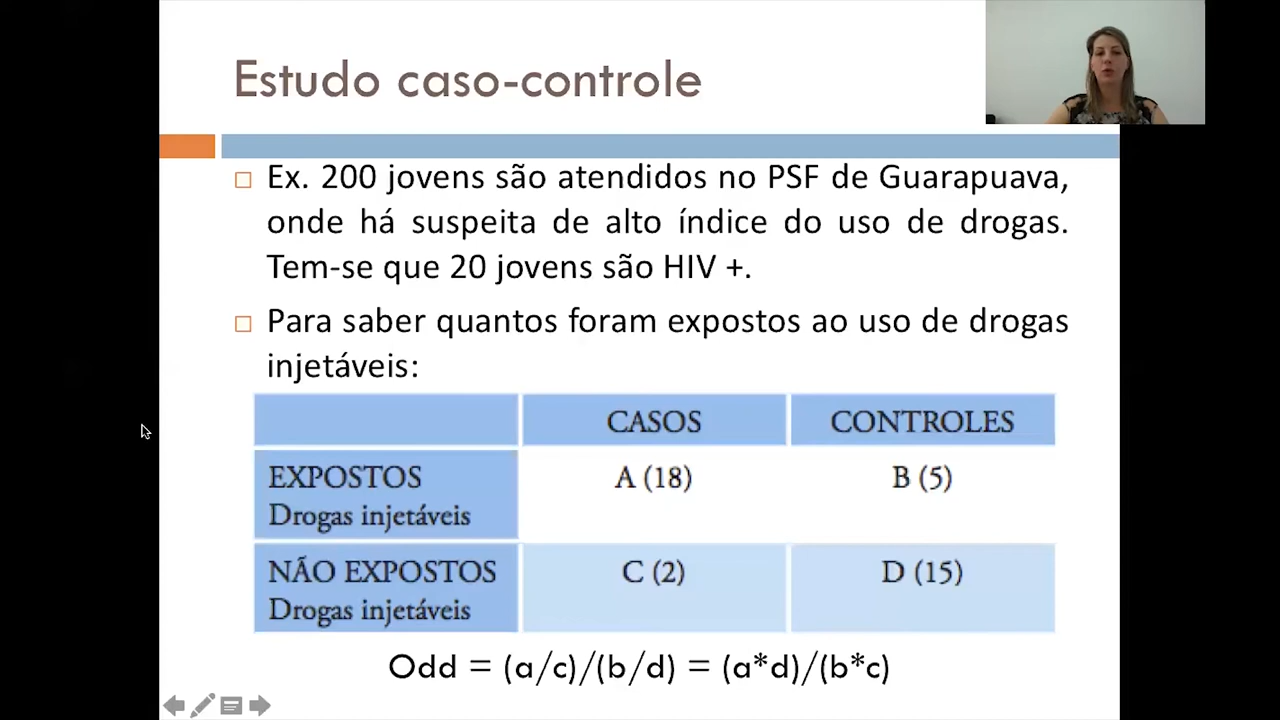 Estudo caso-controle
Ex. 200 jovens são atendidos no PSF de Guarapuava,
onde há suspeita de alto índice do uso de drogas.
Tem-se que 20 jovens são HIV +.
Para saber quantos foram expostos ao uso de drogas
injetáveis:
CASOS CONTROLES
EXPOSTOS A (18) B (5)
Drogas injetáveis
NÃO EXPOSTOS C (2) D (15)
Drogas injetáveis
Odd = (a/c)/(b/d) = (a*d)/(b*c)